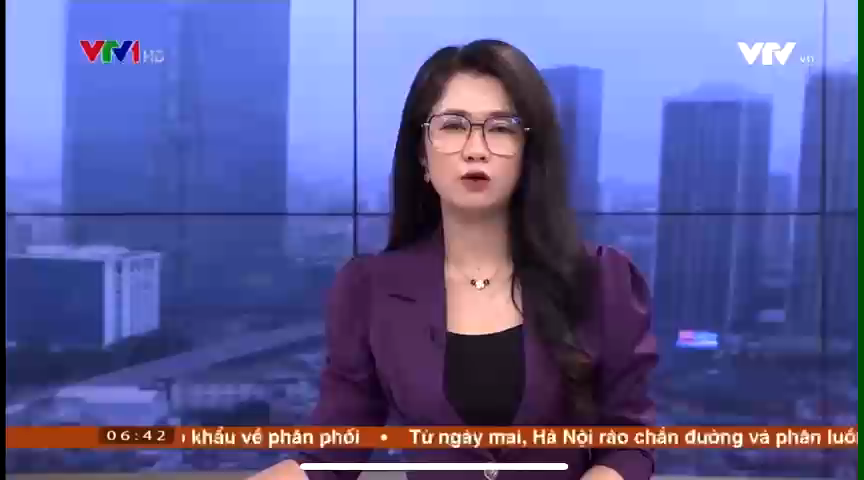 VTV1 HD
VTV.vn
06:42 khẩu về phân phối • Từ ngày mai, Hà Nội rào chắn đường và phân